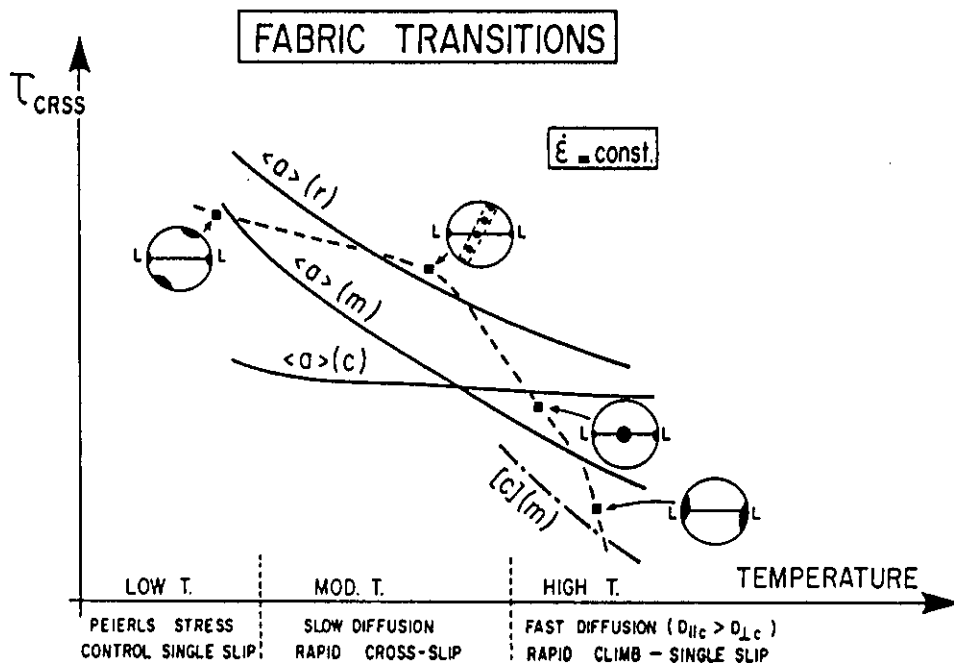 FABRIC TRANSITIONS
τCRSS
ε̇ = const.
<a>(r)
<a>(m)
<a>(c)
[c](m)
L L
L L
L L
L L
LOW T. MOD. T. HIGH T. TEMPERATURE
PEIERLS STRESS SLOW DIFFUSION FAST DIFFUSION (D||c > D⊥c)
CONTROL SINGLE SLIP RAPID CROSS-SLIP RAPID CLIMB – SINGLE SLIP